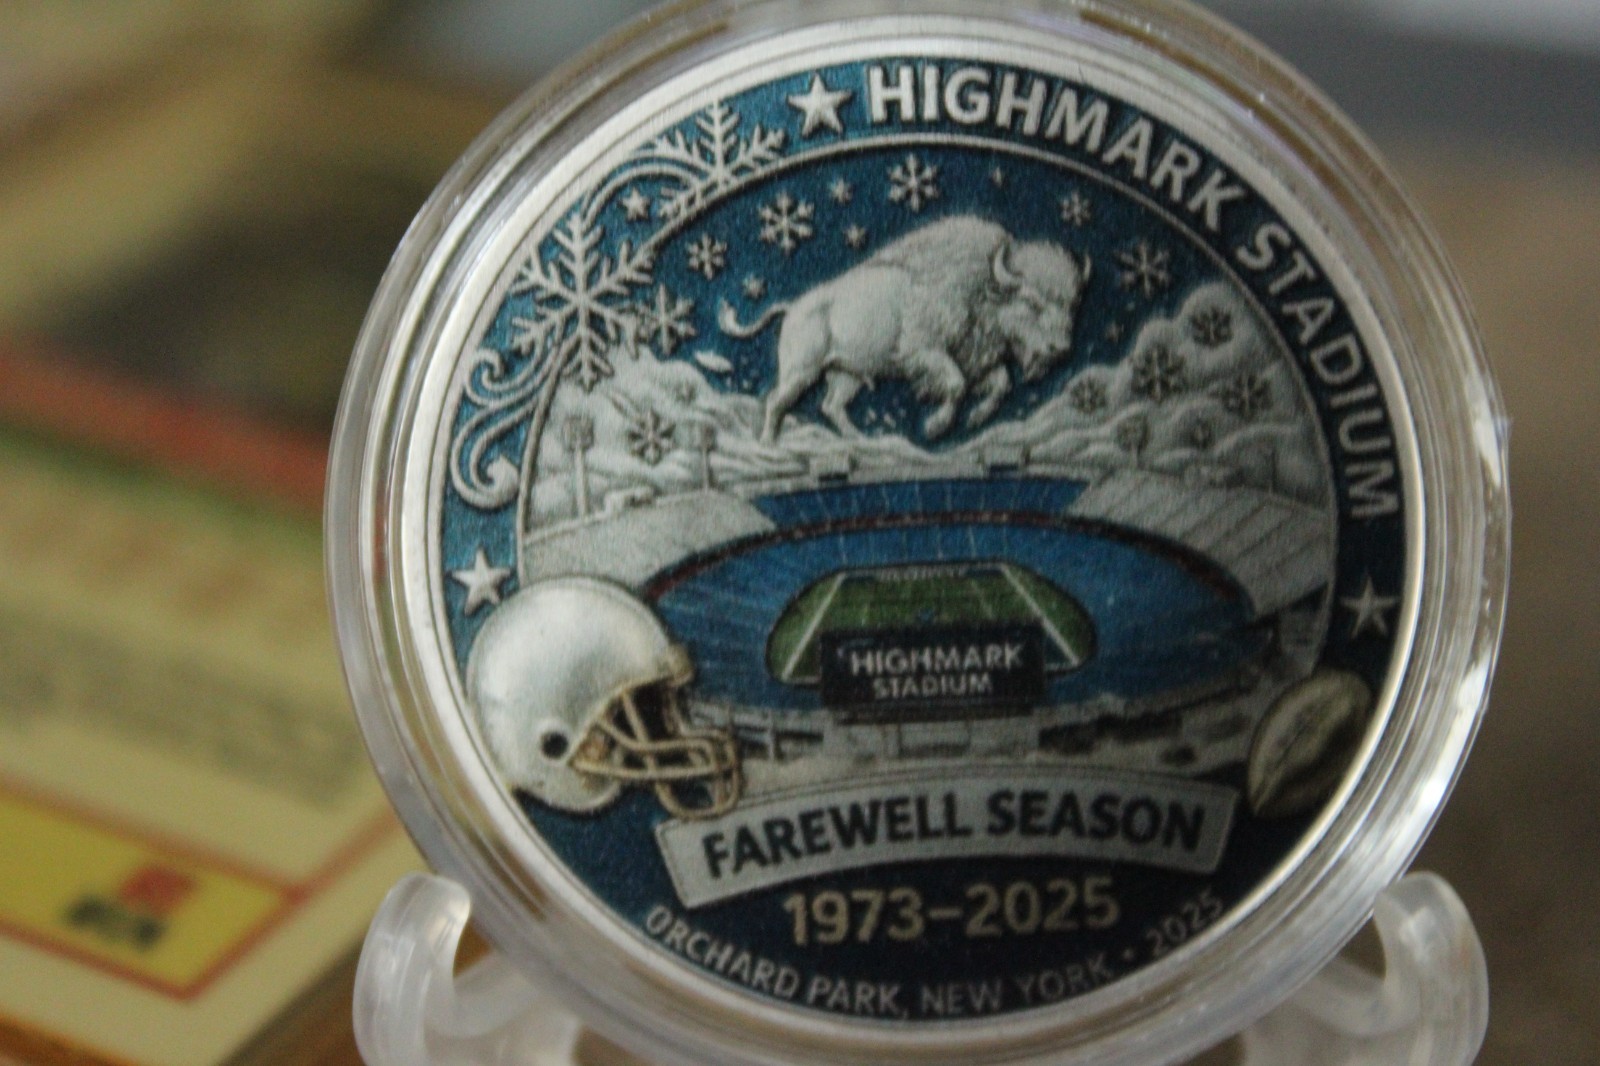 HIGHMARK STADIUM
HIGHMARK
STADIUM
FAREWELL SEASON
1973-2025
ORCHARD PARK, NEW YORK • 2025